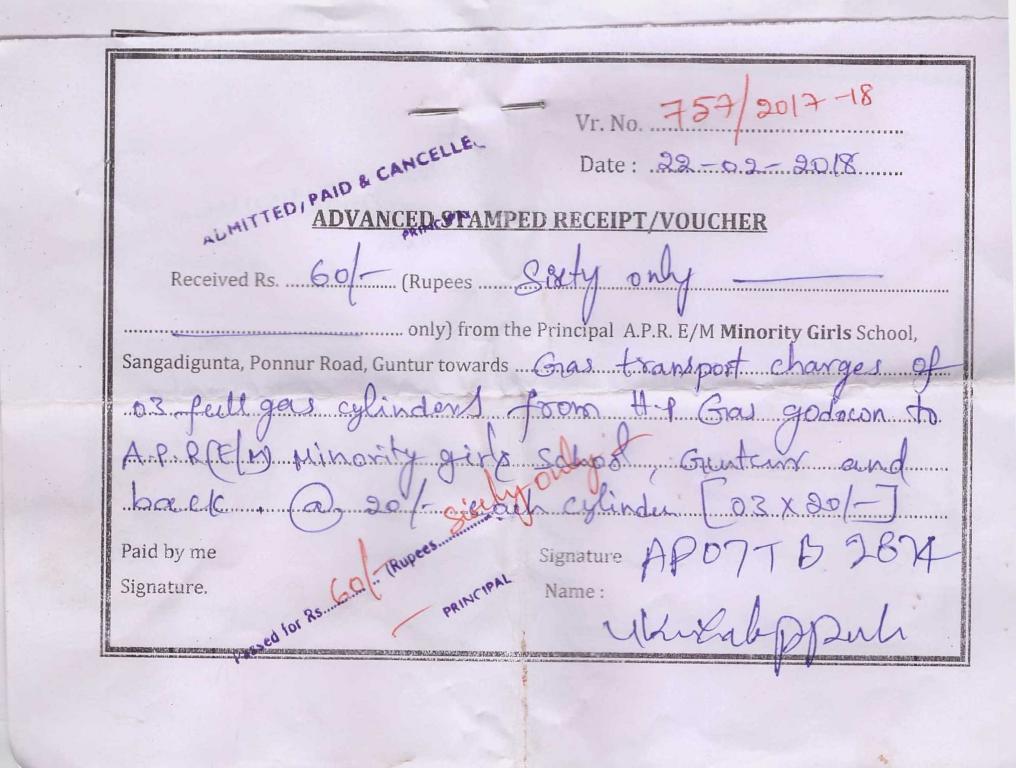 Vr. No. 757/2017-18
Date : 22-02-2018
ADMITTED, PAID & CANCELLE
PRINCIPAL
ADVANCED STAMPED RECEIPT/VOUCHER
Received Rs. 60/- (Rupees Sixty only
only) from the Principal A.P.R. E/M Minority Girls School,
Sangadigunta, Ponnur Road, Guntur towards Gas transport charges of
03 full gas cylinders from H.P Gas godown to
A.P.R(E/M) Minority girls School, Guntur and
back. @ 20/- each cylinder [03 x 20/-]
Paid by me
Signature.
Passed for Rs. 60/- (Rupees Sixty only
PRINCIPAL
Signature AP07TB 2874
Name :